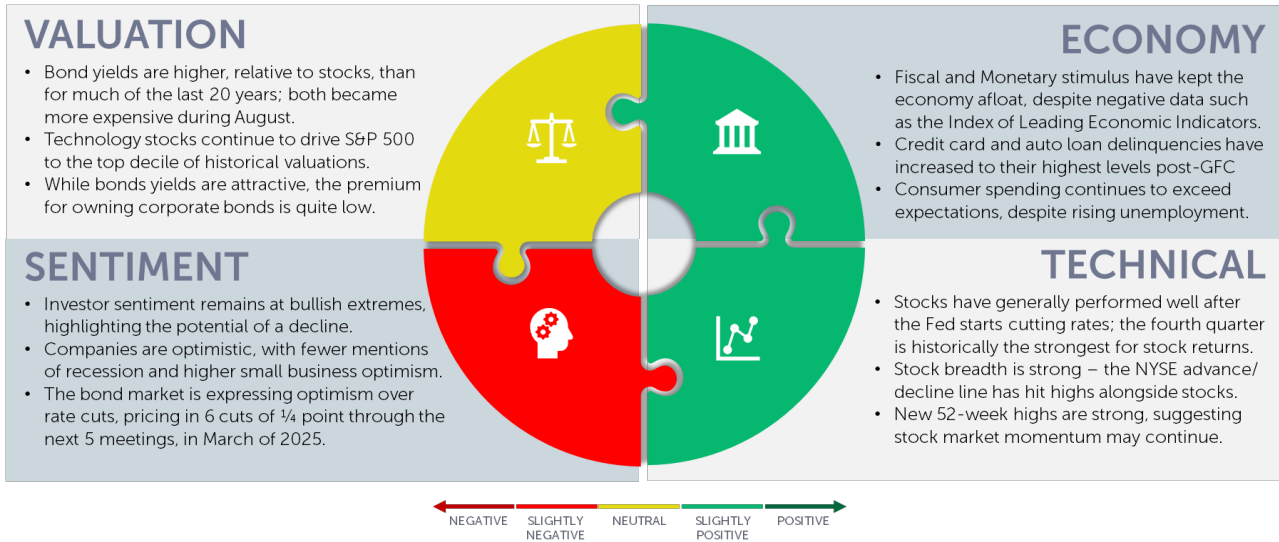 VALUATION
• Bond yields are higher, relative to stocks, than
for much of the last 20 years; both became
more expensive during August.
• Technology stocks continue to drive S&P 500
to the top decile of historical valuations.
• While bonds yields are attractive, the premium
for owning corporate bonds is quite low.
ECONOMY
• Fiscal and Monetary stimulus have kept the
economy afloat, despite negative data such
as the Index of Leading Economic Indicators.
• Credit card and auto loan delinquencies have
increased to their highest levels post-GFC
• Consumer spending continues to exceed
expectations, despite rising unemployment.
SENTIMENT
• Investor sentiment remains at bullish extremes,
highlighting the potential of a decline.
• Companies are optimistic, with fewer mentions
of recession and higher small business optimism.
• The bond market is expressing optimism over
rate cuts, pricing in 6 cuts of ¼ point through the
next 5 meetings, in March of 2025.
TECHNICAL
• Stocks have generally performed well after
the Fed starts cutting rates; the fourth quarter
is historically the strongest for stock returns.
• Stock breadth is strong – the NYSE advance/
decline line has hit highs alongside stocks.
• New 52-week highs are strong, suggesting
stock market momentum may continue.
NEGATIVE
SLIGHTLY
NEGATIVE
NEUTRAL
SLIGHTLY
POSITIVE
POSITIVE